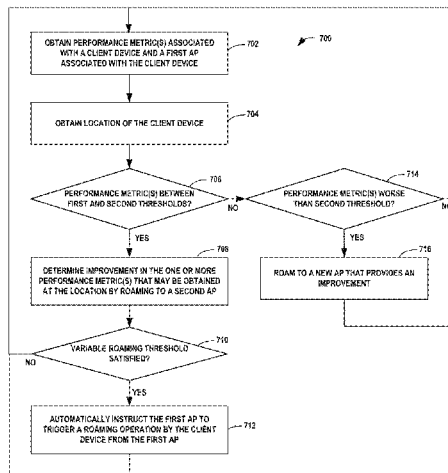 OBTAIN PERFORMANCE METRIC(S) ASSOCIATED
WITH A CLIENT DEVICE AND A FIRST AP
ASSOCIATED WITH THE CLIENT DEVICE
702
700
OBTAIN LOCATION OF THE CLIENT DEVICE
704
PERFORMANCE METRIC(S) BETWEEN
FIRST AND SECOND THRESHOLDS?
706
NO
YES
PERFORMANCE METRIC(S) WORSE
THAN SECOND THRESHOLD?
714
NO
YES
DETERMINE IMPROVEMENT IN THE ONE OR MORE
PERFORMANCE METRIC(S) THAT MAY BE OBTAINED
AT THE LOCATION BY ROAMING TO A SECOND AP
708
ROAM TO A NEW AP THAT PROVIDES AN
IMPROVEMENT
716
VARIABLE ROAMING THRESHOLD
SATISFIED?
710
NO
YES
AUTOMATICALLY INSTRUCT THE FIRST AP TO
TRIGGER A ROAMING OPERATION BY THE CLIENT
DEVICE FROM THE FIRST AP
712